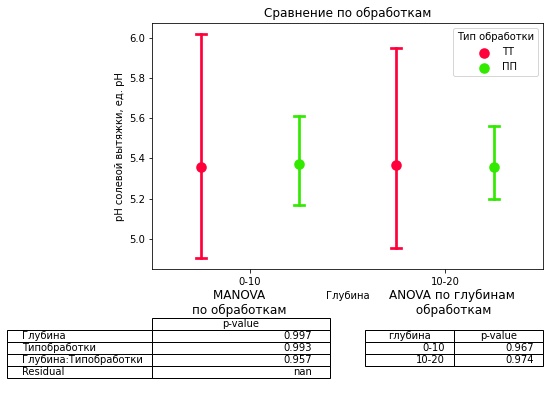 Сравнение по обработкам
рН солевой вытяжки, ед. рН
6.0
5.8
5.6
5.4
5.2
5.0
Тип обработки
ТТ
ПП
0-10
10-20
Глубина
MANOVA
по обработкам
p-value
Глубина 0.997
Типобработки 0.993
Глубина:Типобработки 0.957
Residual nan
ANOVA по глубинам
обработкам
глубина p-value
0-10 0.967
10-20 0.974